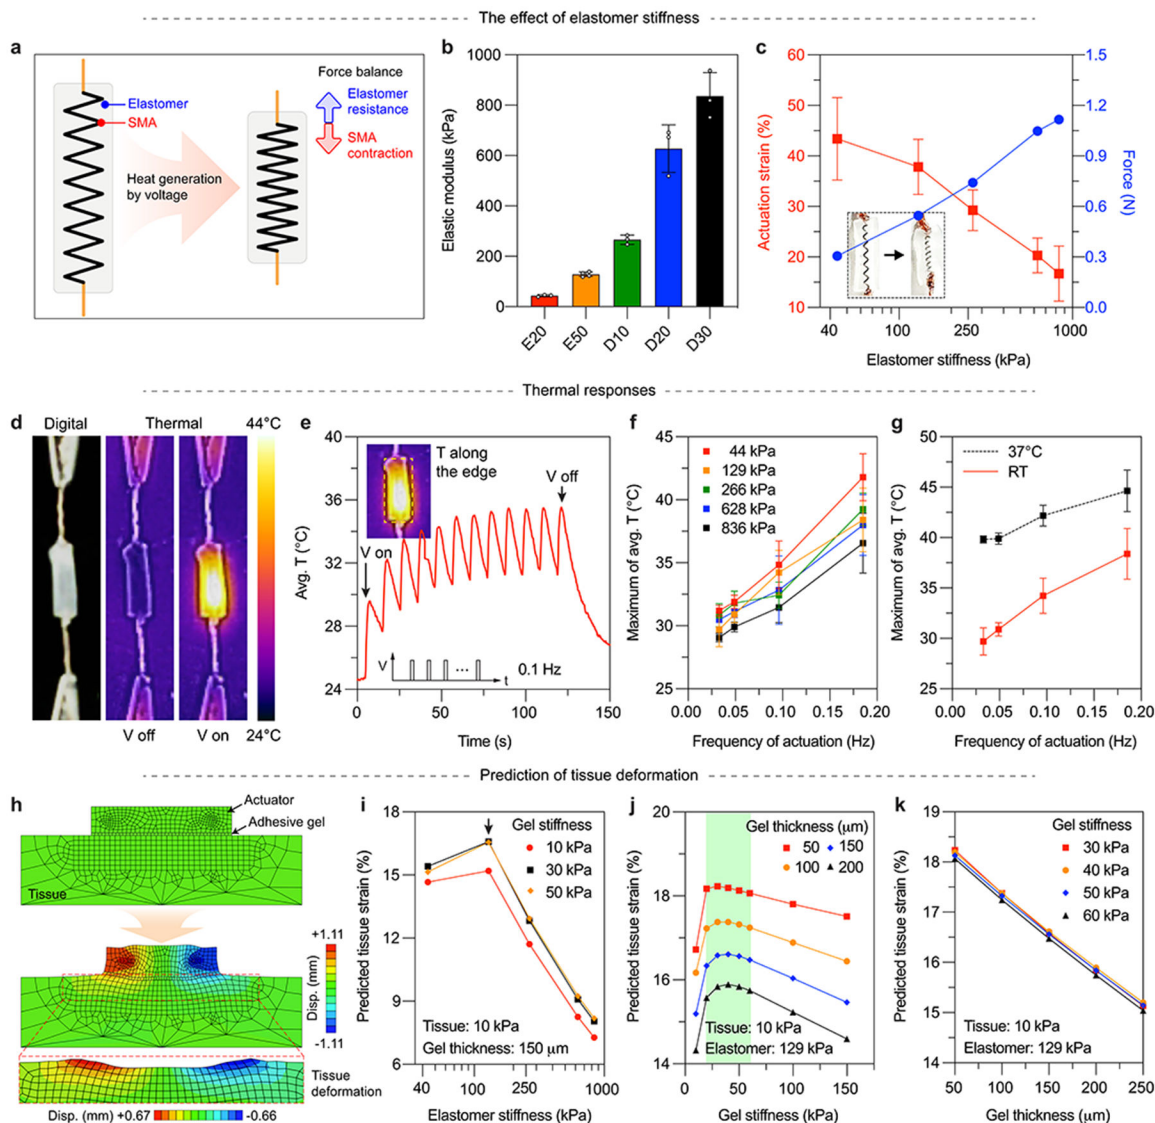 The effect of elastomer stiffness
a
Elastomer
SMA
Heat generation
by voltage
Force balance
Elastomer
resistance
SMA
contraction
b
Elastic modulus (kPa)
1000
800
600
400
200
0
E20
E50
D10
D20
D30
c
Actuation strain (%)
60
50
40
30
20
10
1.5
1.2
0.9
0.6
0.3
0.0
Force (N)
40
100
250
1000
Elastomer stiffness (kPa)
Thermal responses
d
Digital
Thermal
44°C
24°C
V off
V on
e
T along
the edge
V off
V on
Avg. T (°C)
40
36
32
28
24
V
t
0.1 Hz
0
50
100
150
Time (s)
f
Maximum of avg. T (°C)
45
40
35
30
25
44 kPa
129 kPa
266 kPa
628 kPa
836 kPa
0.00
0.05
0.10
0.15
0.20
Frequency of actuation (Hz)
g
Maximum of avg. T (°C)
50
45
40
35
30
25
37°C
RT
0.00
0.05
0.10
0.15
0.20
Frequency of actuation (Hz)
Prediction of tissue deformation
h
Actuator
Adhesive gel
Tissue
+1.11
Disp. (mm)
-1.11
Tissue
deformation
Disp. (mm) +0.67
-0.66
i
Predicted tissue strain (%)
18
15
12
9
6
Gel stiffness
10 kPa
30 kPa
50 kPa
Tissue: 10 kPa
Gel thickness: 150 μm
40
100
250
1000
Elastomer stiffness (kPa)
j
Predicted tissue strain (%)
20
18
16
14
Gel thickness (μm)
50
150
100
200
Tissue: 10 kPa
Elastomer: 129 kPa
0
50
100
150
Gel stiffness (kPa)
k
Predicted tissue strain (%)
19
18
17
16
15
14
Gel stiffness
30 kPa
40 kPa
50 kPa
60 kPa
Tissue: 10 kPa
Elastomer: 129 kPa
50
100
150
200
250
Gel thickness (μm)